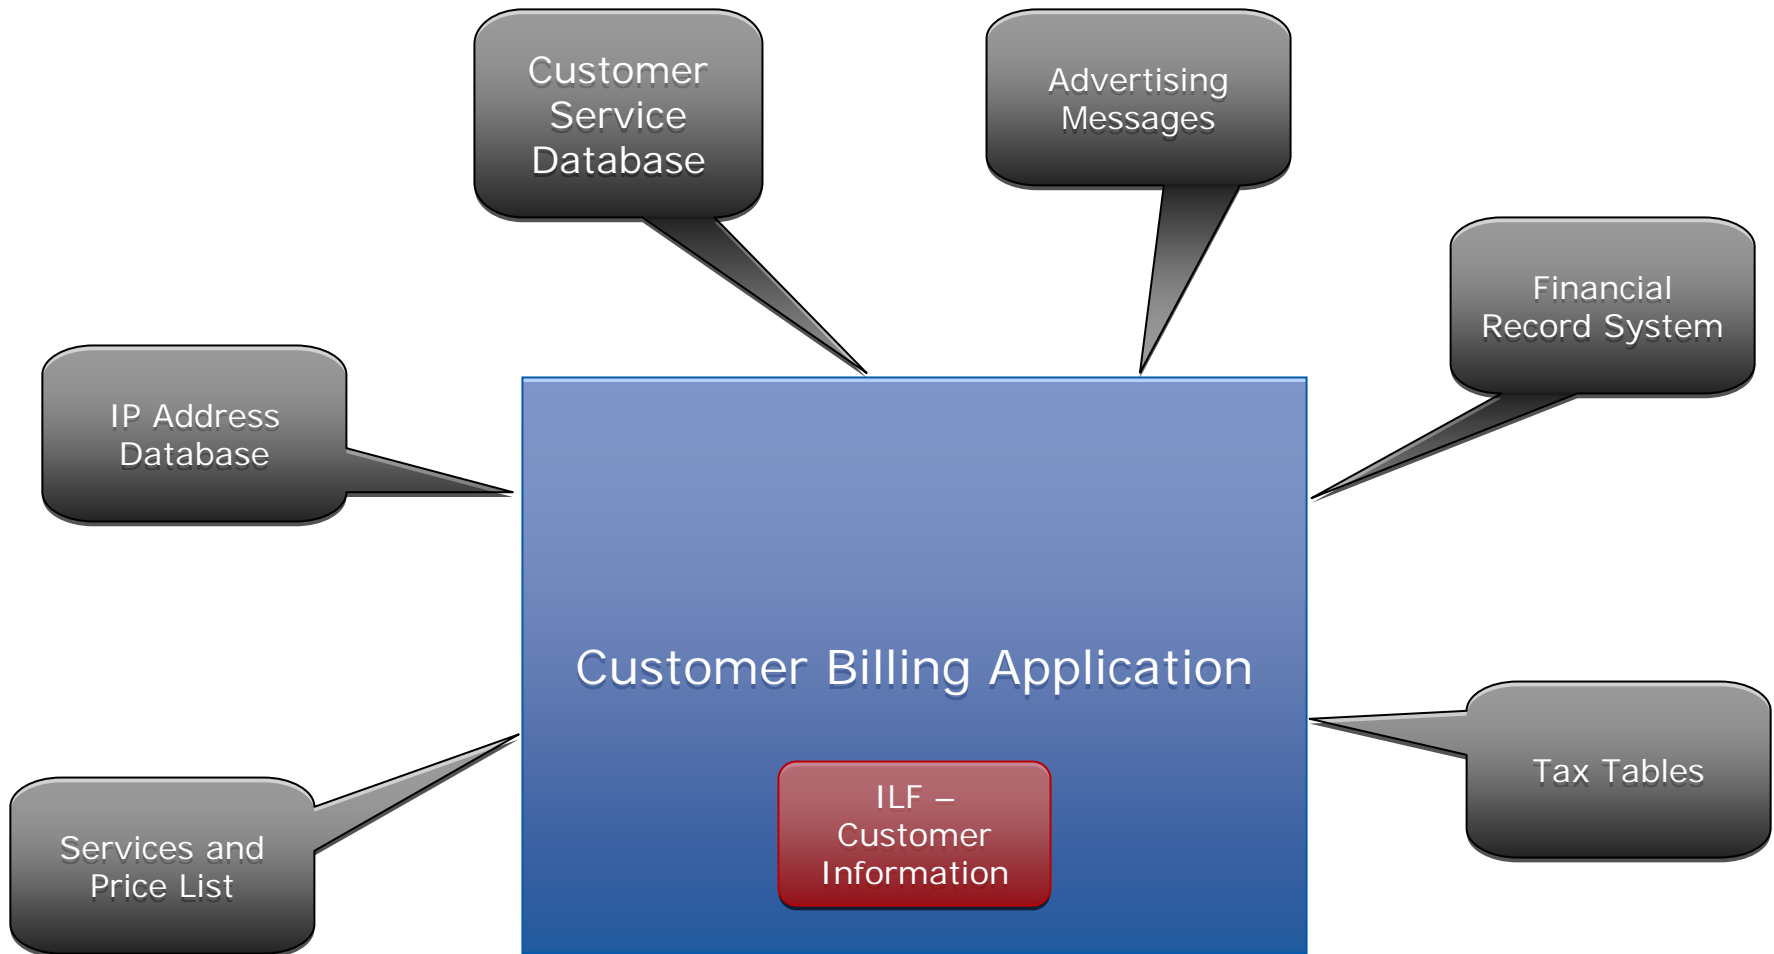 Customer
Service
Database
Advertising
Messages
Financial
Record System
IP Address
Database
Customer Billing Application
Tax Tables
ILF –
Customer
Information
Services and
Price List